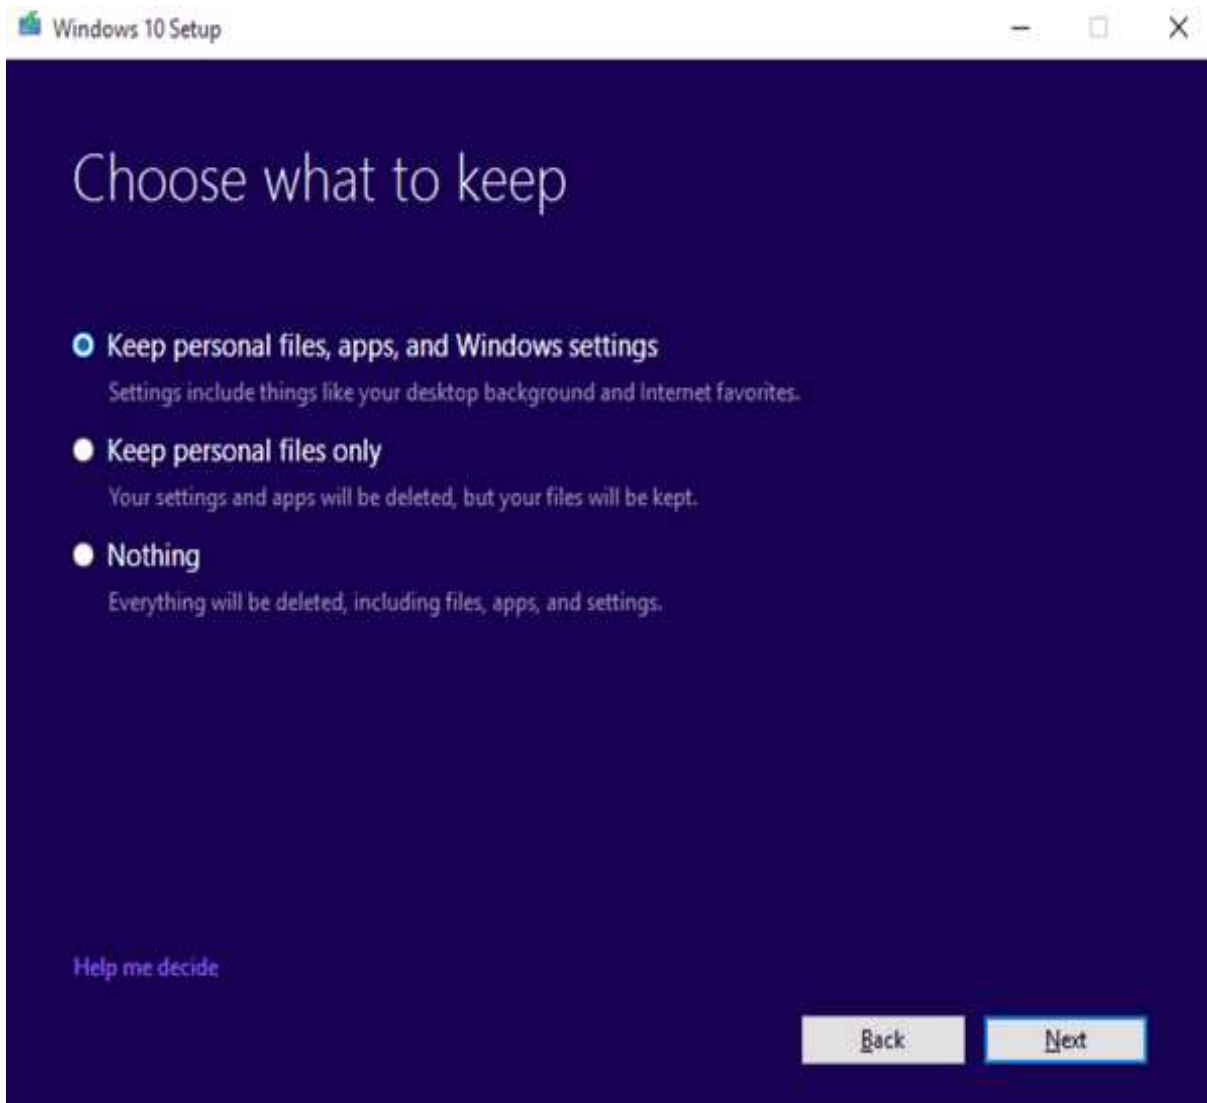 Windows 10 Setup
Choose what to keep
Keep personal files, apps, and Windows settings
Settings include things like your desktop background and Internet favorites.
Keep personal files only
Your settings and apps will be deleted, but your files will be kept.
Nothing
Everything will be deleted, including files, apps, and settings.
Help me decide
Back
Next